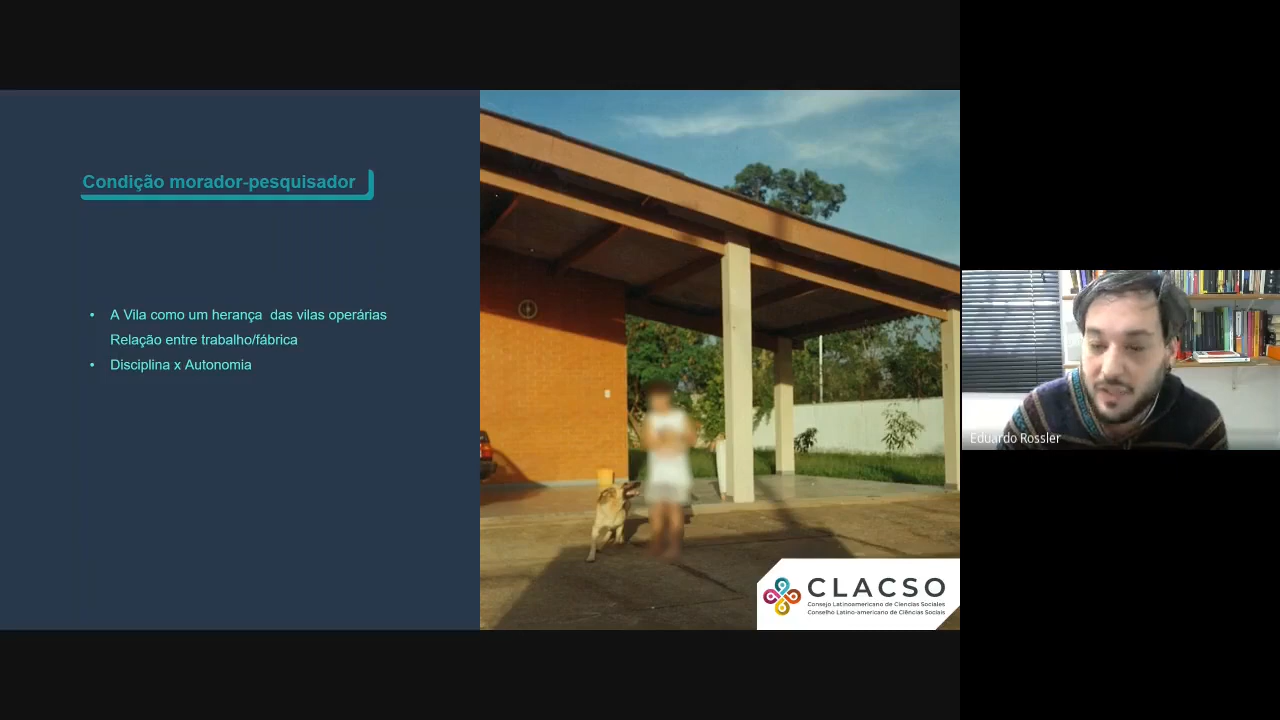 Condição morador-pesquisador
• A Vila como um herança  das vilas operárias
Relação entre trabalho/fábrica
• Disciplina x Autonomia
CLACSO
Consejo Latinoamericano de Ciencias Sociales
Conselho Latino-americano de Ciências Sociais
Eduardo Rossler